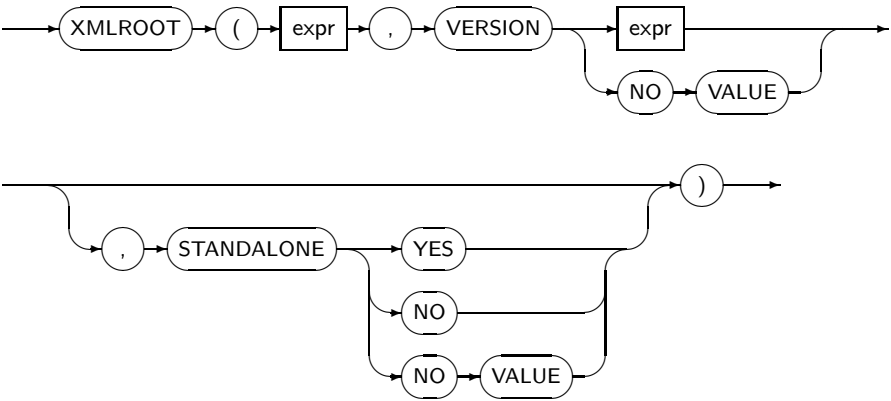 XMLROOT ( expr , VERSION expr
NO VALUE
)
, STANDALONE YES
NO
NO VALUE